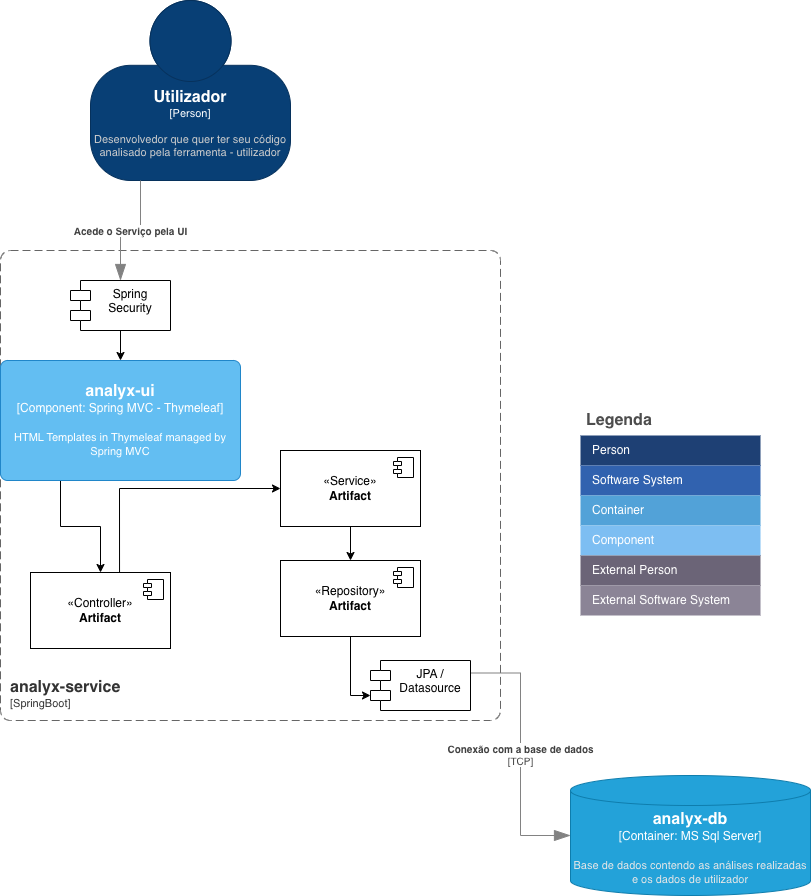 Utilizador
[Person]
Desenvolvedor que quer ter seu código
analisado pela ferramenta - utilizador
Acede o Serviço pela UI
Spring
Security
analyx-ui
[Component: Spring MVC - Thymeleaf]
HTML Templates in Thymeleaf managed by
Spring MVC
«Service»
Artifact
«Controller»
Artifact
«Repository»
Artifact
JPA /
Datasource
analyx-service
[SpringBoot]
Legenda
Person
Software System
Container
Component
External Person
External Software System
Conexão com a base de dados
[TCP]
analyx-db
[Container: MS Sql Server]
Base de dados contendo as análises realizadas
e os dados de utilizador